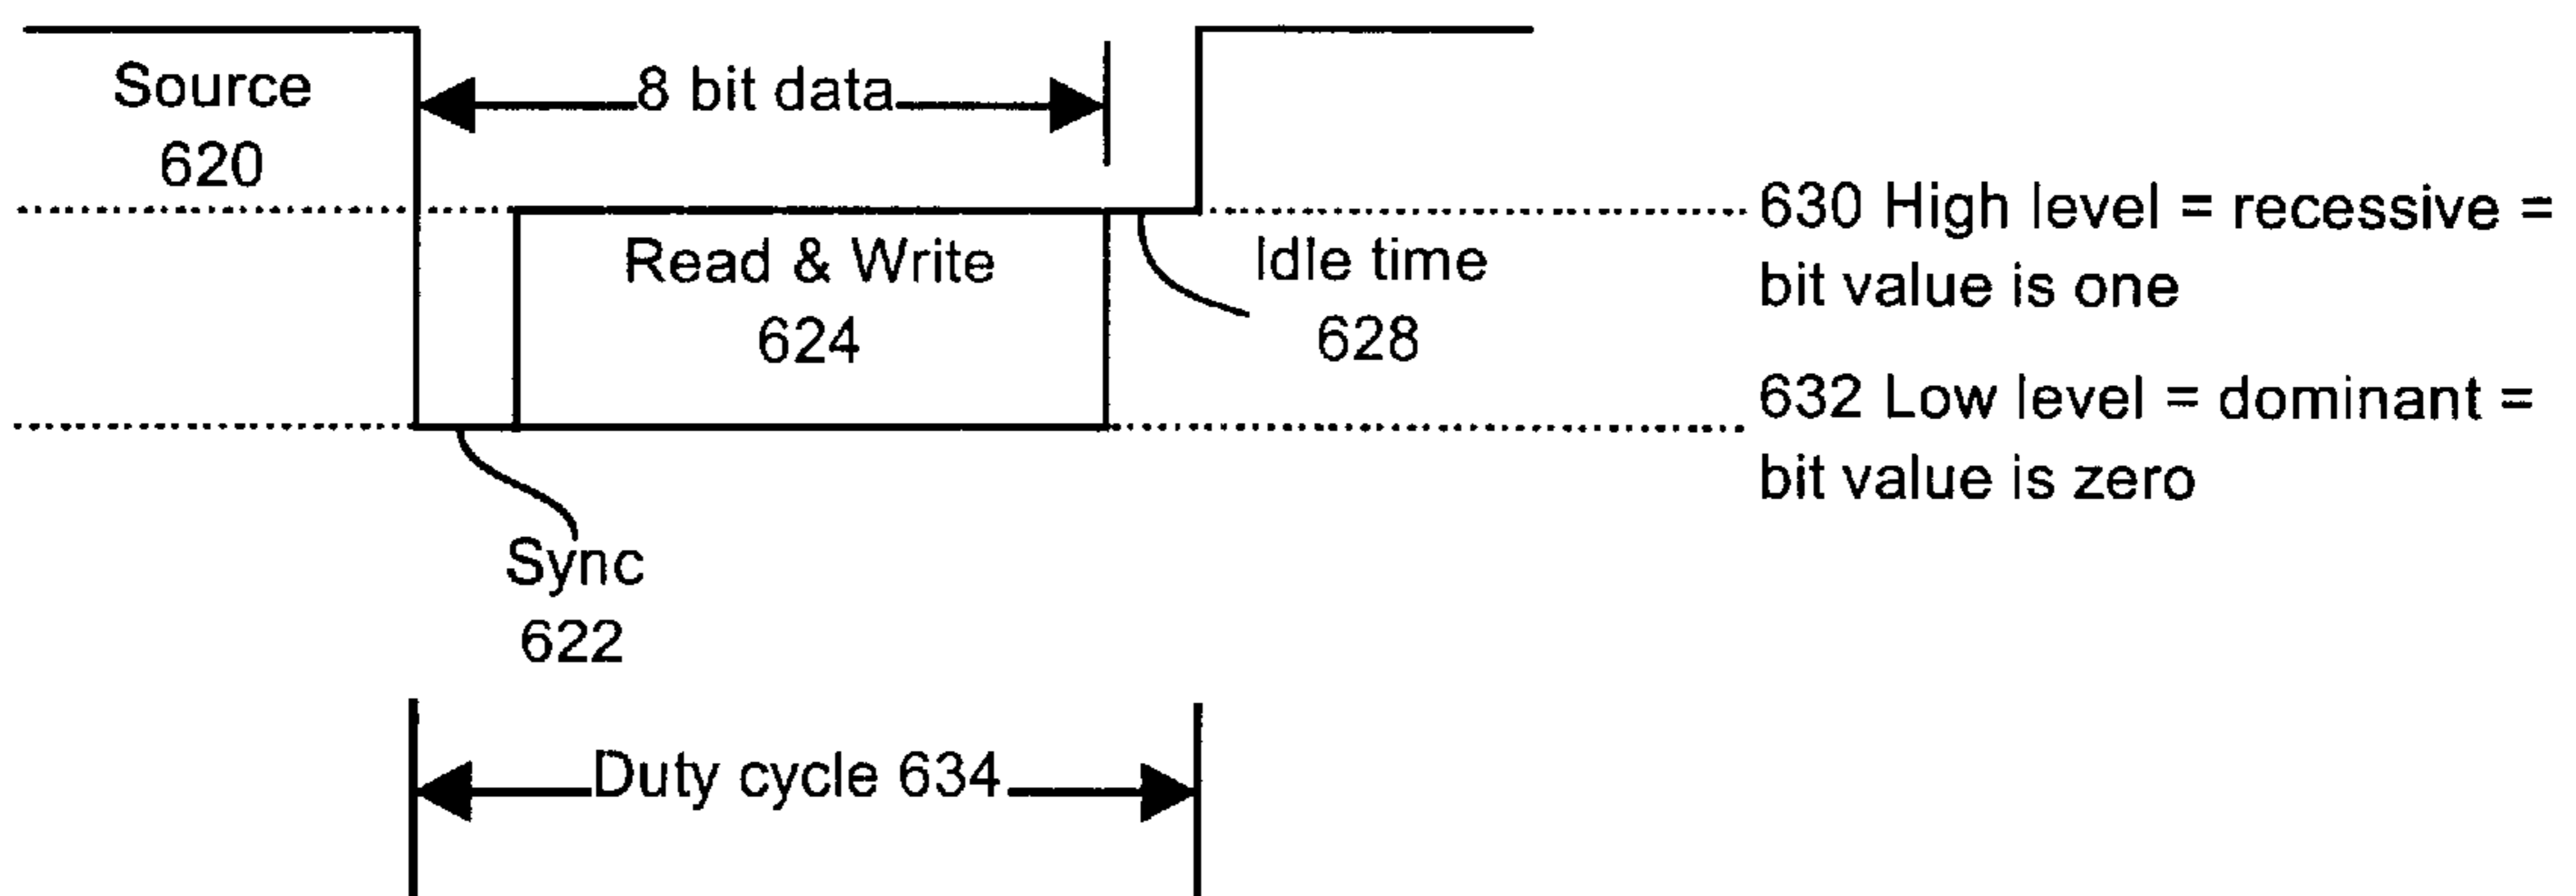 Source
620
8 bit data
630 High level = recessive =
bit value is one
Read & Write
624
Idle time
628
632 Low level = dominant =
bit value is zero
Sync
622
Duty cycle 634